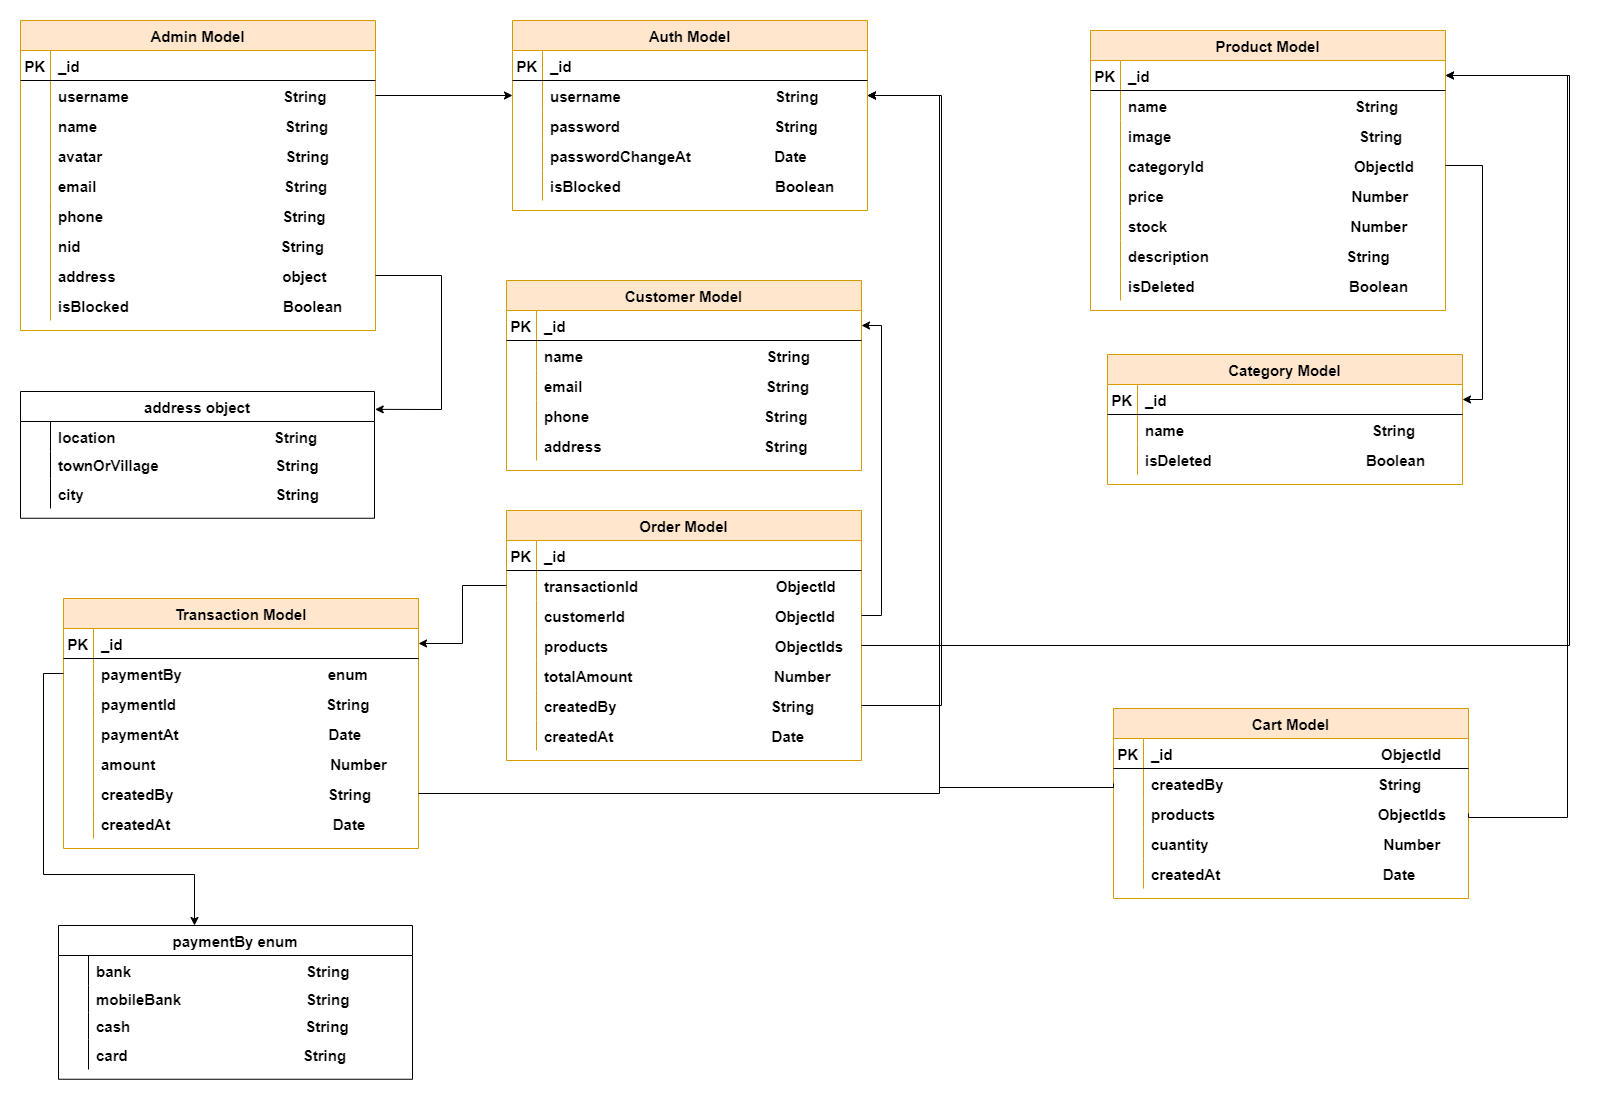 Admin Model
PK _id
username String
name String
avatar String
email String
phone String
nid String
address object
isBlocked Boolean
Auth Model
PK _id
username String
password String
passwordChangeAt Date
isBlocked Boolean
Product Model
PK _id
name String
image String
categoryId ObjectId
price Number
stock Number
description String
isDeleted Boolean
Customer Model
PK _id
name String
email String
phone String
address String
Category Model
PK _id
name String
isDeleted Boolean
address object
location String
townOrVillage String
city String
Order Model
PK _id
transactionId ObjectId
customerId ObjectId
products ObjectIds
totalAmount Number
createdBy String
createdAt Date
Transaction Model
PK _id
paymentBy enum
paymentId String
paymentAt Date
amount Number
createdBy String
createdAt Date
Cart Model
PK _id ObjectId
createdBy String
products ObjectIds
cuantity Number
createdAt Date
paymentBy enum
bank String
mobileBank String
cash String
card String